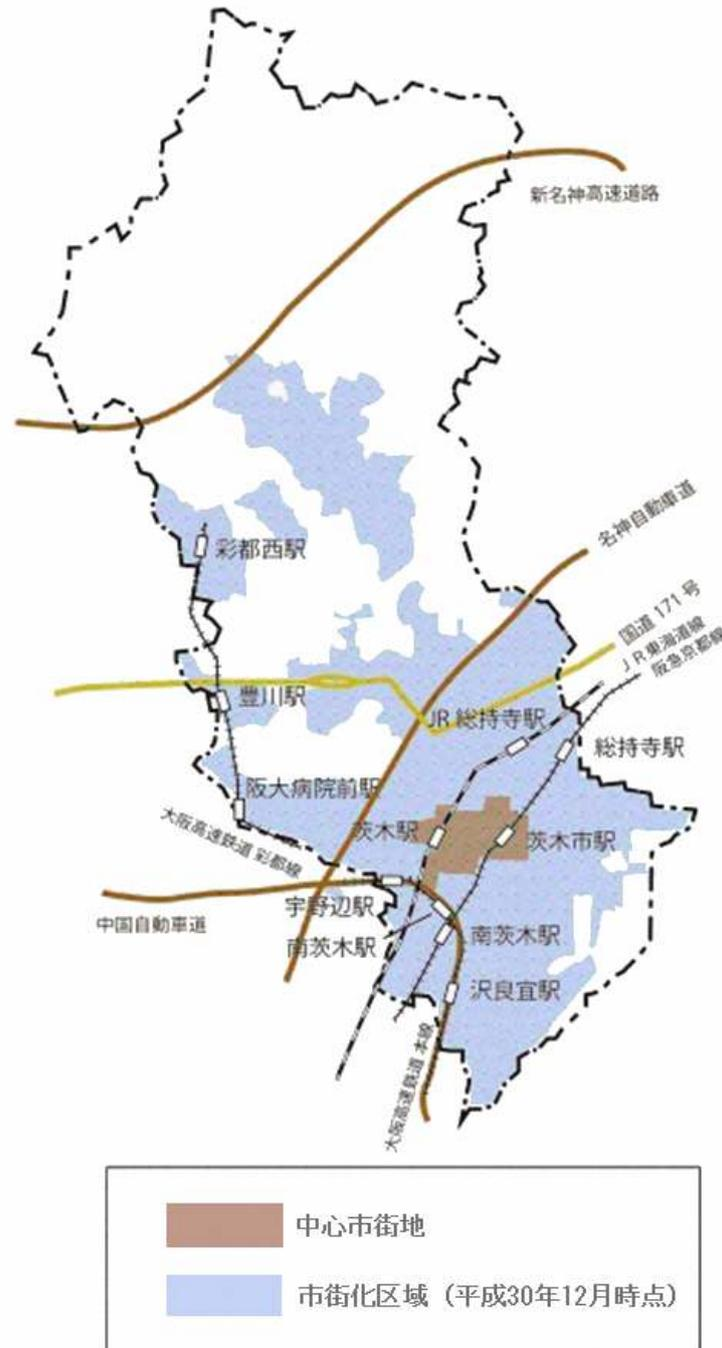 新名神高速道路
名神自動車道
国道 171 号
JR東海道線
阪急京都線
彩都西駅
豊川駅
JR 総持寺駅
総持寺駅
阪大病院前駅
大阪高速鉄道 彩都線
茨木駅
茨木市駅
中国自動車道
宇野辺駅
南茨木駅
南茨木駅
沢良宜駅
大阪高速鉄道 本線
中心市街地
市街化区域（平成30年12月時点）